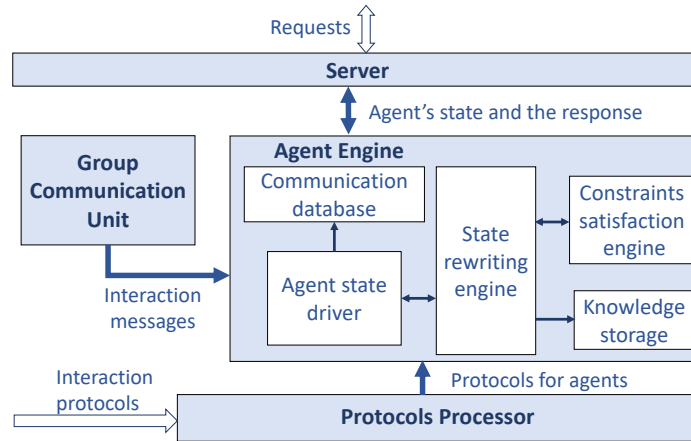 Requests
Server
Agent's state and the response
Group
Communication
Unit
Agent Engine
Communication
database
Agent state
driver
State
rewriting
engine
Constraints
satisfaction
engine
Knowledge
storage
Interaction
messages
Interaction
protocols
Protocols for agents
Protocols Processor